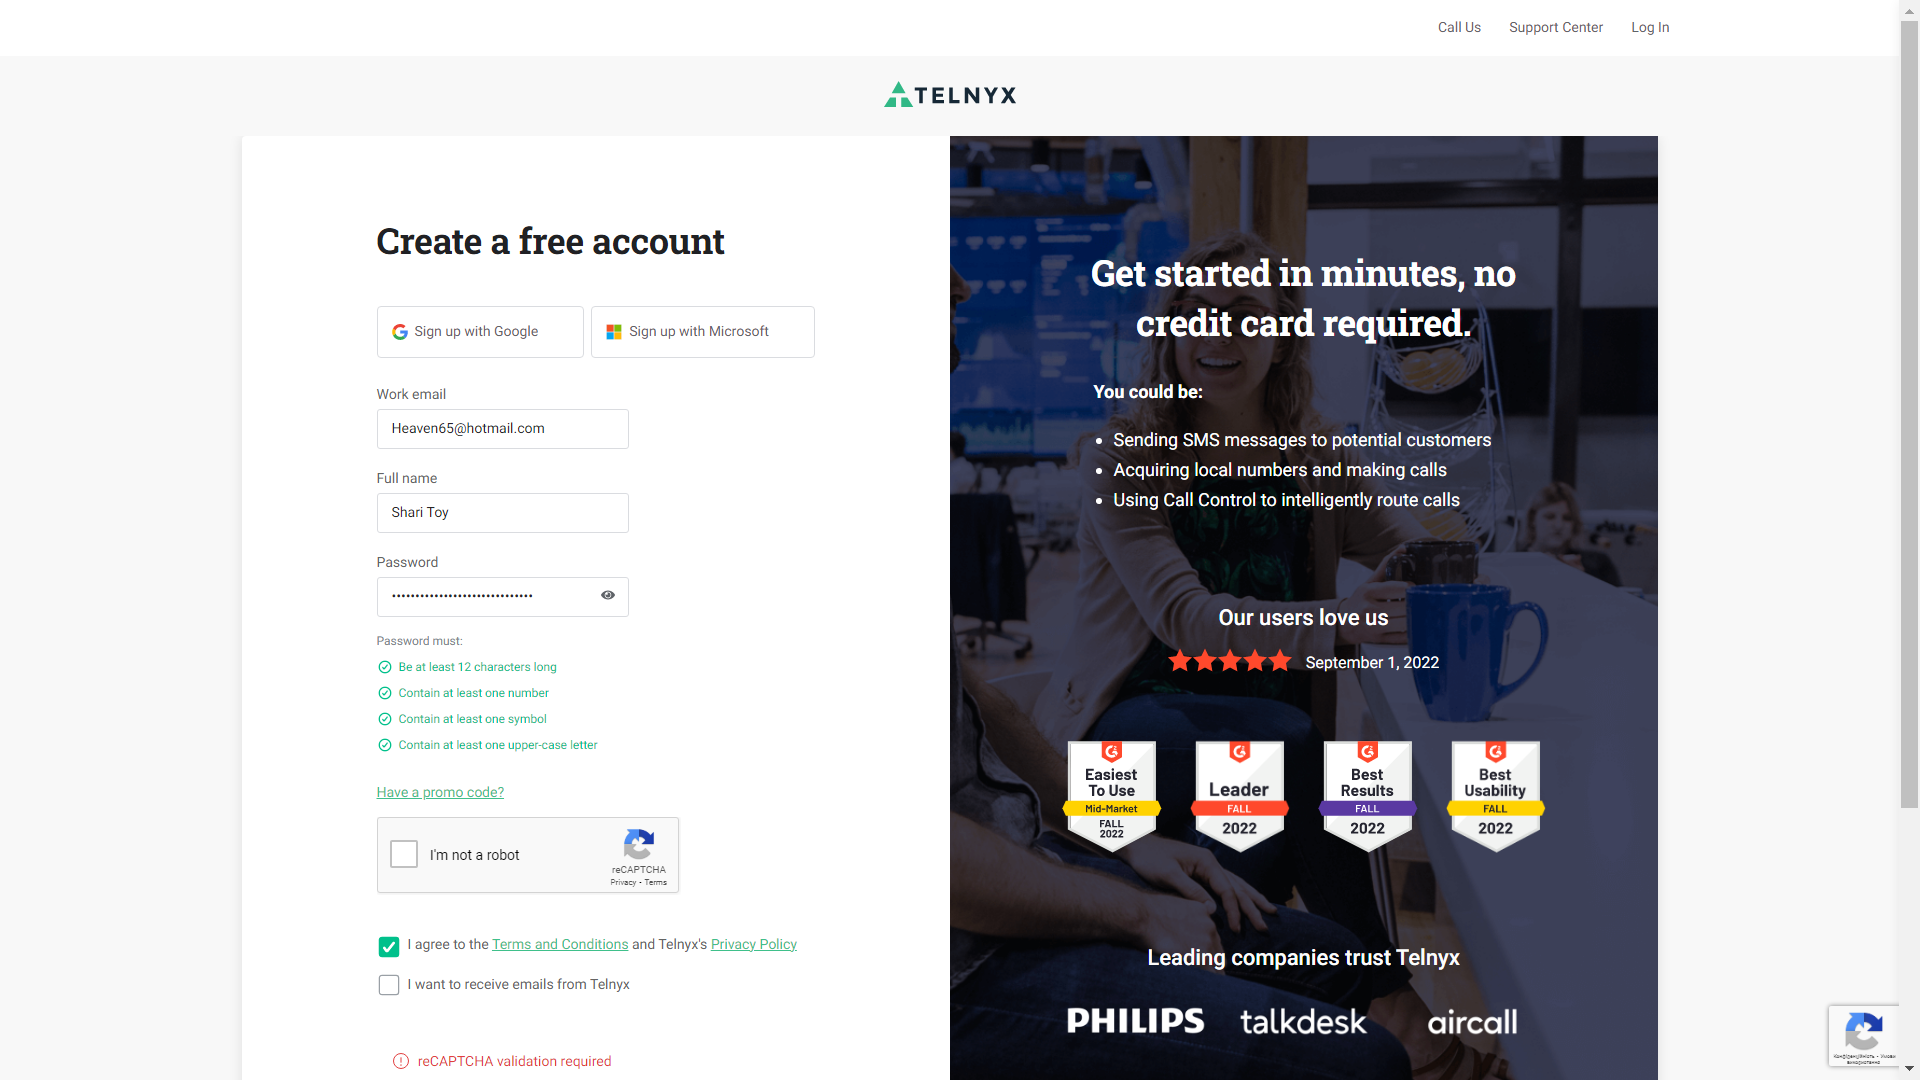 Call Us
Support Center
Log In
TELNYX
Create a free account
Sign up with Google
Sign up with Microsoft
Work email
Heaven65@hotmail.com
Full name
Shari Toy
Password
Password must:
Be at least 12 characters long
Contain at least one number
Contain at least one symbol
Contain at least one upper-case letter
Have a promo code?
I'm not a robot
reCAPTCHA
Privacy - Terms
I agree to the Terms and Conditions and Telnyx's Privacy Policy
I want to receive emails from Telnyx
reCAPTCHA validation required
Get started in minutes, no
credit card required.
You could be:
Sending SMS messages to potential customers
Acquiring local numbers and making calls
Using Call Control to intelligently route calls
Our users love us
September 1, 2022
Easiest
To Use
Mid-Market
FALL
2022
Leader
FALL
2022
Best
Results
FALL
2022
Best
Usability
FALL
2022
Leading companies trust Telnyx
PHILIPS
talkdesk
aircall
Конфіденційність - Умови
використання